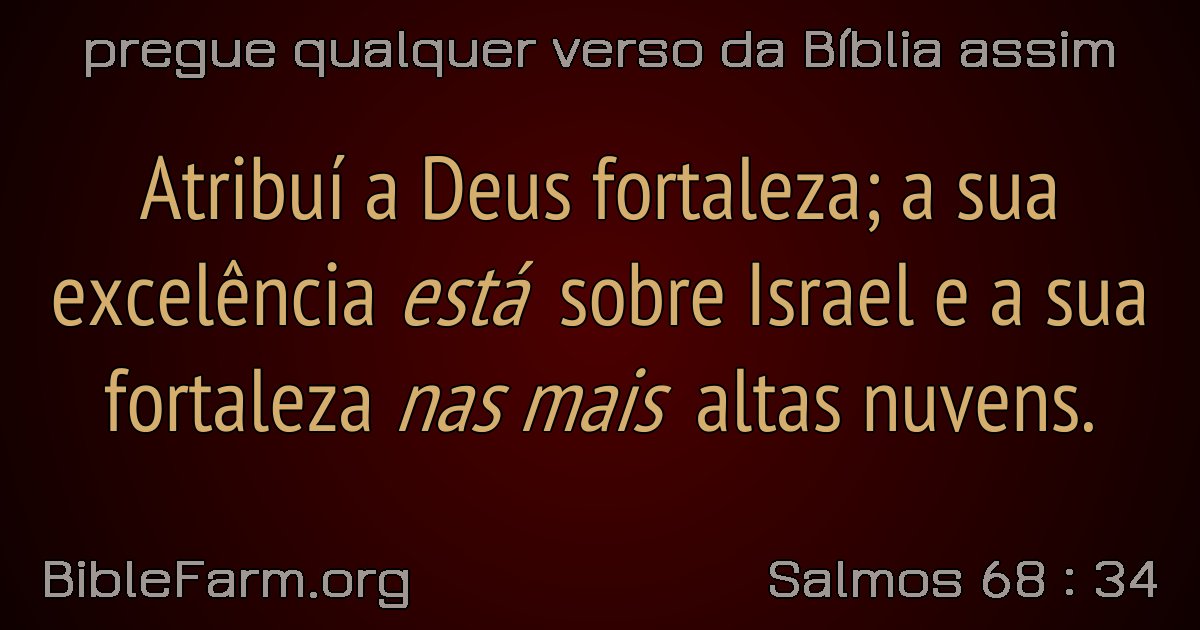 pregue qualquer verso da Bíblia assim
Atribuí a Deus fortaleza; a sua
excelência está sobre Israel e a sua
fortaleza nas mais altas nuvens.
BibleFarm.org
Salmos 68 : 34